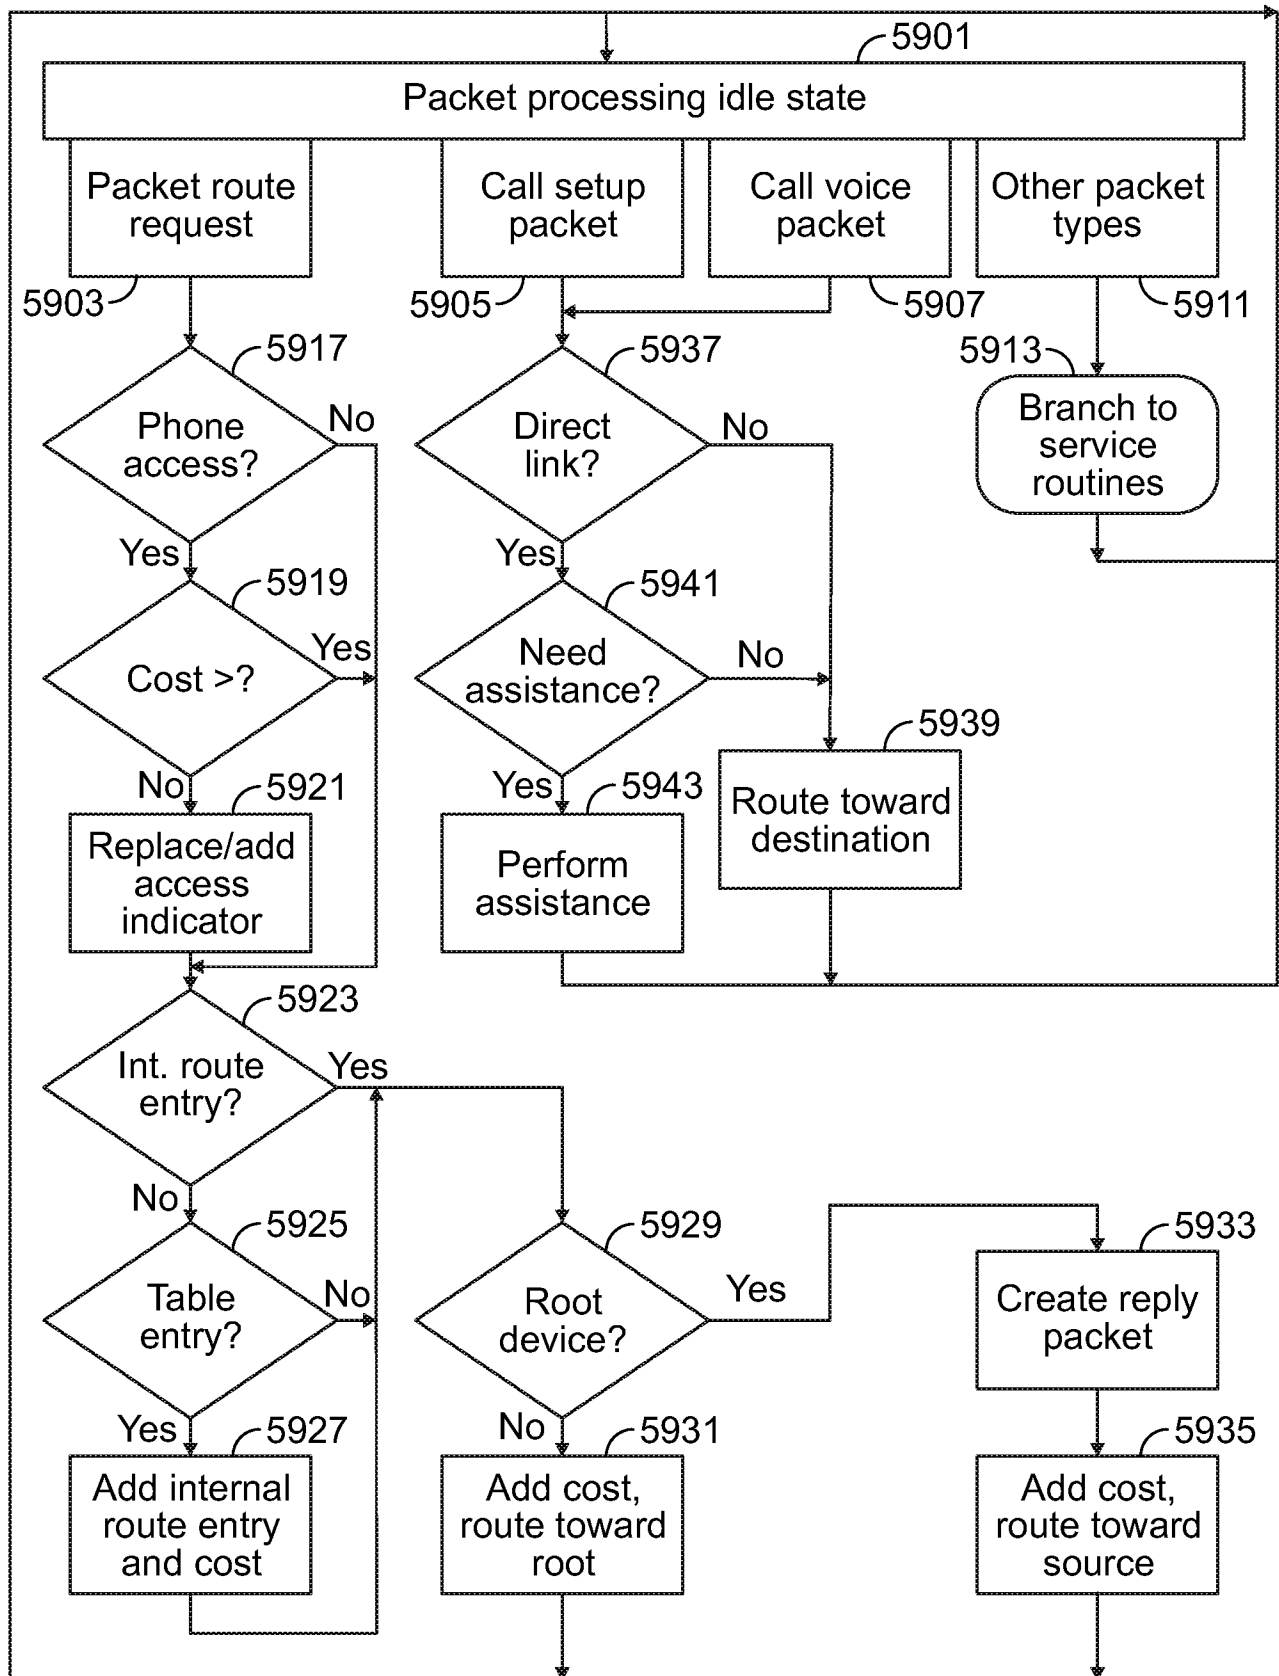 5901
Packet processing idle state
Packet route
request
Call setup
packet
Call voice
packet
Other packet
types
5903
5905
5907
5911
5917
5937
5913
Phone
access?
No
Direct
link?
No
Branch to
service
routines
Yes
Yes
5919
5941
Cost >?
Yes
Need
assistance?
No
5939
No
5921
Yes
5943
Route toward
destination
Replace/add
access
indicator
Perform
assistance
5923
Int. route
entry?
Yes
No
5925
5929
5933
Table
entry?
No
Root
device?
Yes
Create reply
packet
Yes
5927
No
5931
5935
Add internal
route entry
and cost
Add cost,
route toward
root
Add cost,
route toward
source